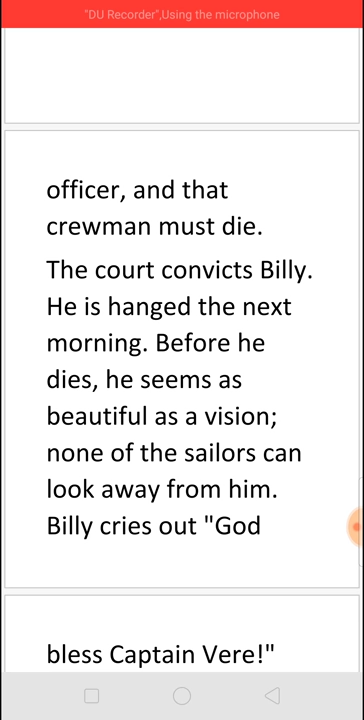 "DU Recorder",Using the microphone
officer, and that
crewman must die.
The court convicts Billy.
He is hanged the next
morning. Before he
dies, he seems as
beautiful as a vision;
none of the sailors can
look away from him.
Billy cries out "God
bless Captain Vere!"